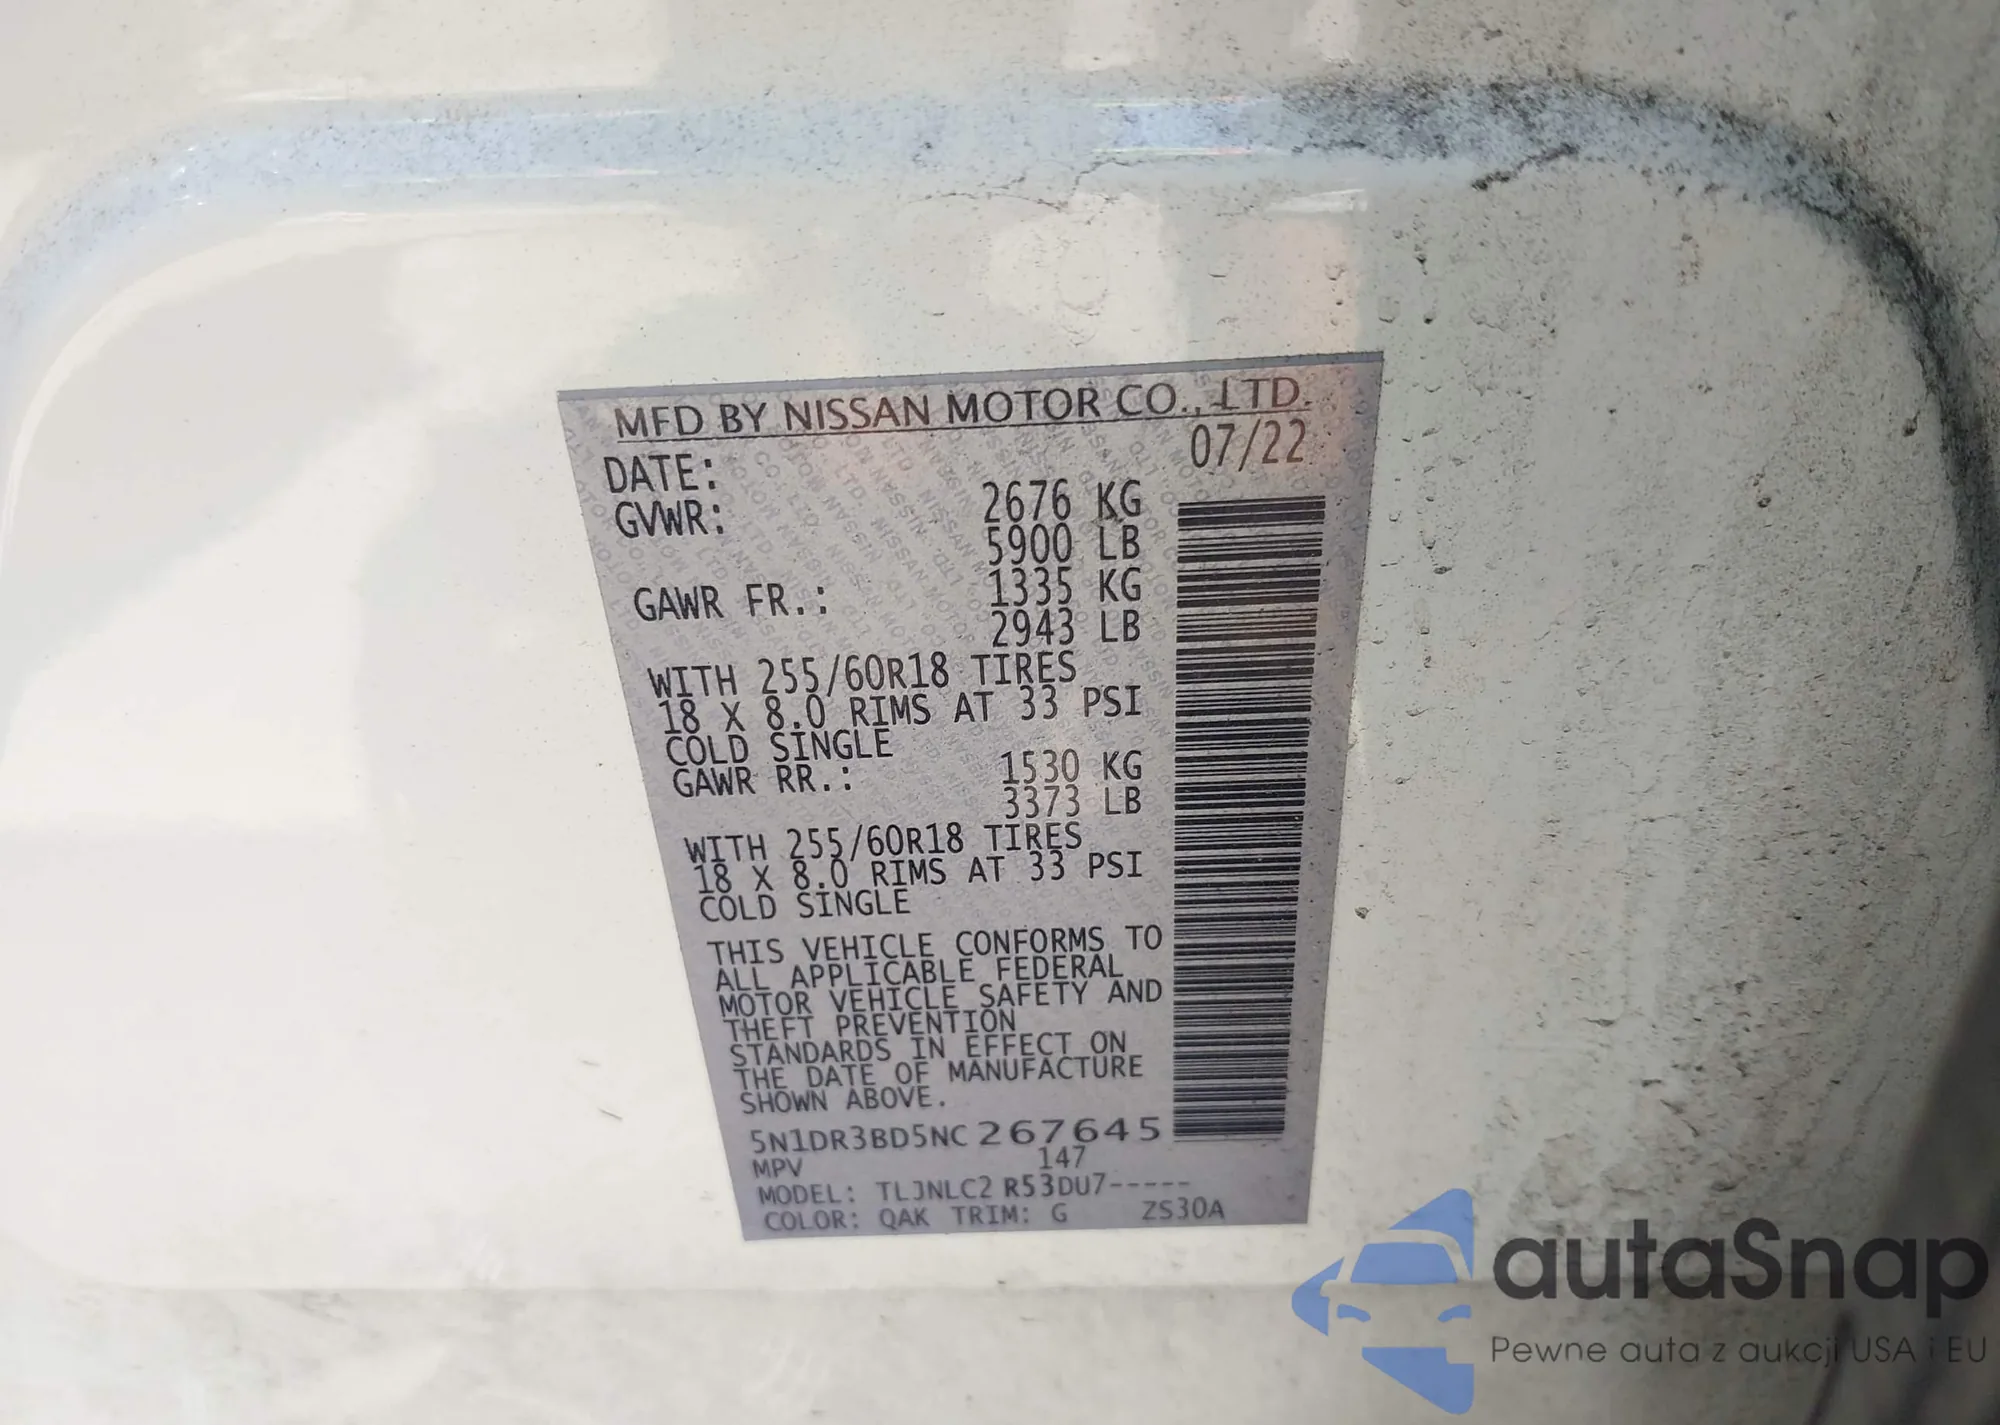 MFD BY NISSAN MOTOR CO., LTD.
DATE: 07/22
GVWR: 2676 KG
5900 LB
GAWR FR.: 1335 KG
2943 LB
WITH 255/60R18 TIRES
18 X 8.0 RIMS AT 33 PSI
COLD SINGLE
GAWR RR.: 1530 KG
3373 LB
WITH 255/60R18 TIRES
18 X 8.0 RIMS AT 33 PSI
COLD SINGLE
THIS VEHICLE CONFORMS TO
ALL APPLICABLE FEDERAL
MOTOR VEHICLE SAFETY AND
THEFT PREVENTION
STANDARDS IN EFFECT ON
THE DATE OF MANUFACTURE
SHOWN ABOVE.
5N1DR3BD5NC267645
MPV 147
MODEL: TLJNLC2 R53DU7-----
COLOR: QAK TRIM: G ZS30A
autaSnap
Pewne auta z aukcji USA i EU